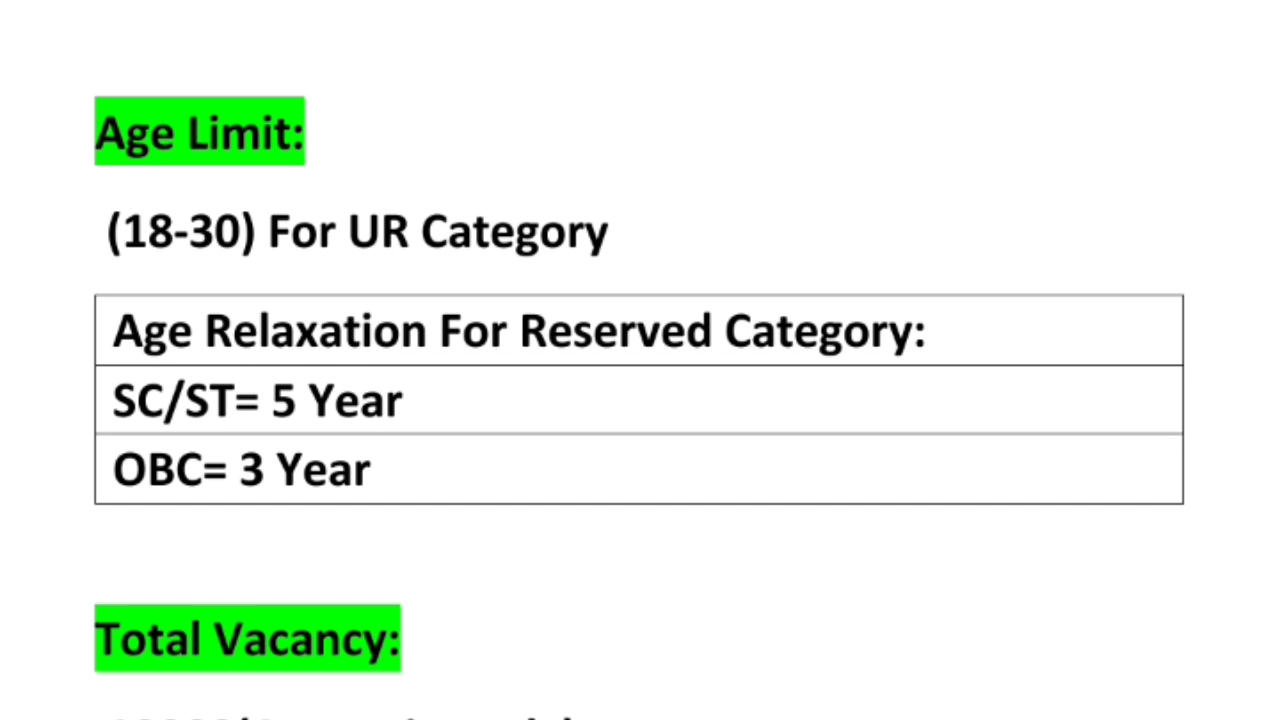 Age Limit:
(18-30) For UR Category
Age Relaxation For Reserved Category:
SC/ST= 5 Year
OBC= 3 Year
Total Vacancy: